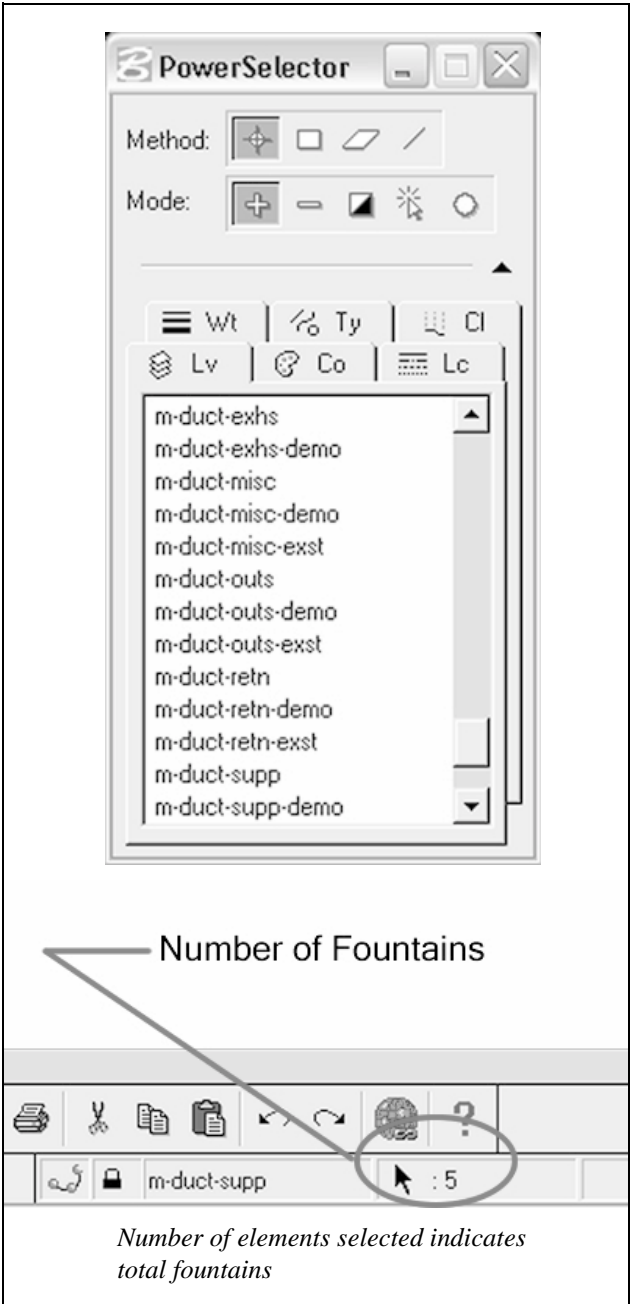 PowerSelector
Method:
Mode:
Wt Ty Cl
Lv Co Lc
m-duct-exhs
m-duct-exhs-demo
m-duct-misc
m-duct-misc-demo
m-duct-misc-exst
m-duct-outs
m-duct-outs-demo
m-duct-outs-exst
m-duct-retn
m-duct-retn-demo
m-duct-retn-exst
m-duct-supp
m-duct-supp-demo
Number of Fountains
?
m-duct-supp : 5
Number of elements selected indicates
total fountains